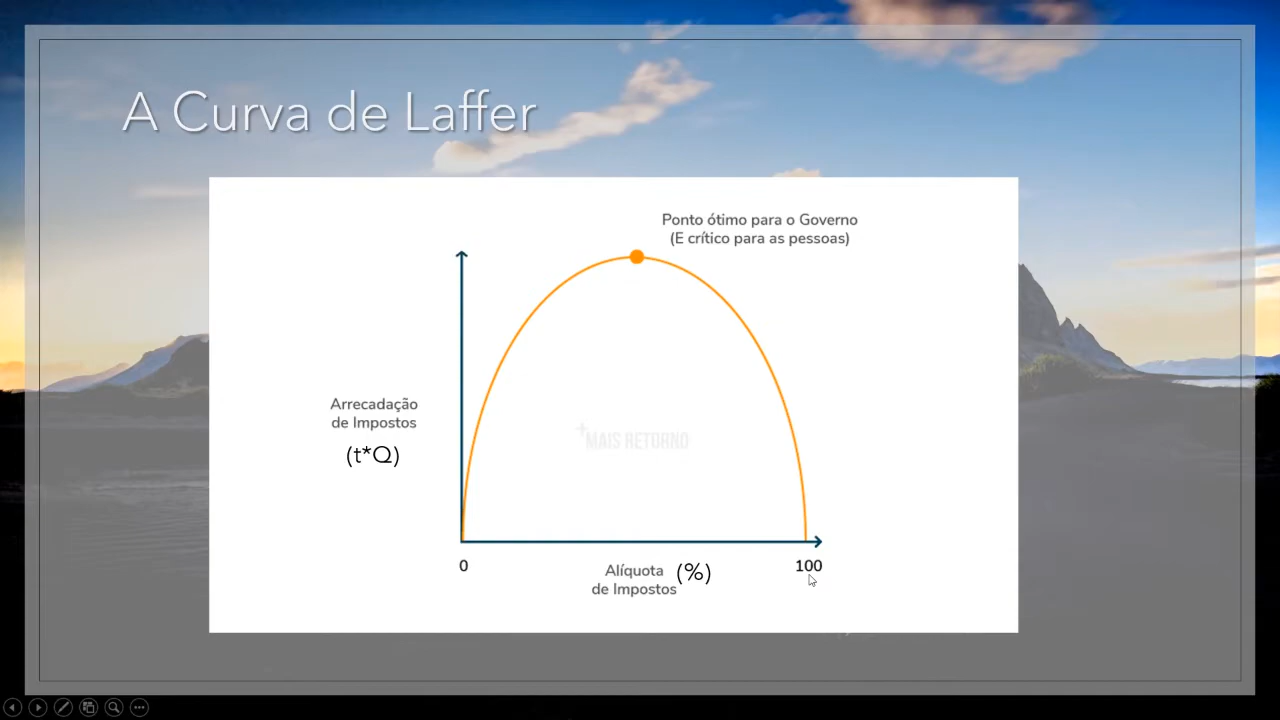 A Curva de Laffer
Ponto ótimo para o Governo
(E crítico para as pessoas)
Arrecadação
de Impostos
(t*Q)
MAIS RETORNO
0
100
Alíquota (%)
de Impostos